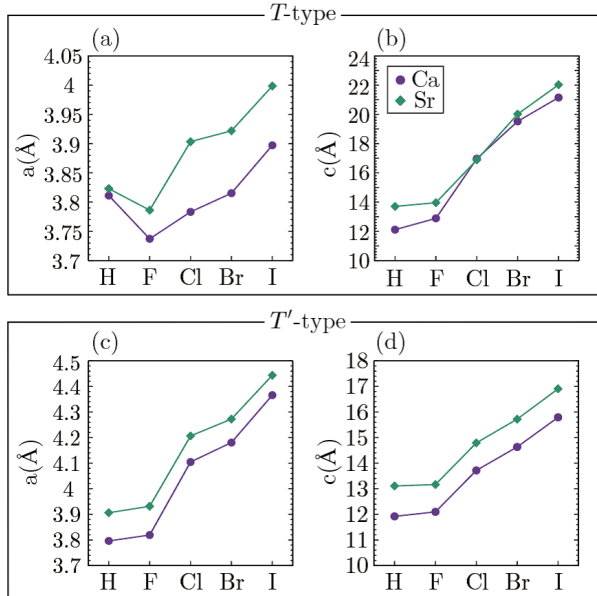 T-type
(a)
(b)
4.05
4
3.95
3.9
3.85
3.8
3.75
3.7
a(Å)
H F Cl Br I
24
22
20
18
16
14
12
10
c(Å)
Ca
Sr
H F Cl Br I
T′-type
(c)
(d)
4.5
4.4
4.3
4.2
4.1
4
3.9
3.8
3.7
a(Å)
H F Cl Br I
18
17
16
15
14
13
12
11
10
c(Å)
H F Cl Br I